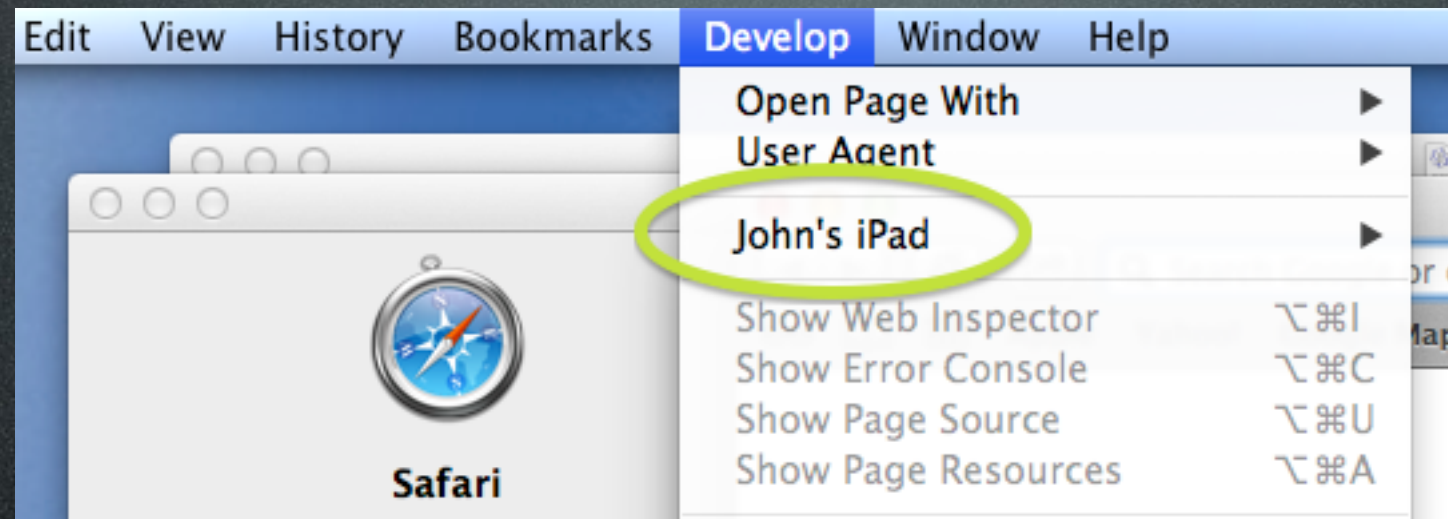 Edit View History Bookmarks Develop Window Help
Open Page With
User Agent
John's iPad
Show Web Inspector ⌥⌘I
Show Error Console ⌥⌘C
Show Page Source ⌥⌘U
Show Page Resources ⌥⌘A
Safari